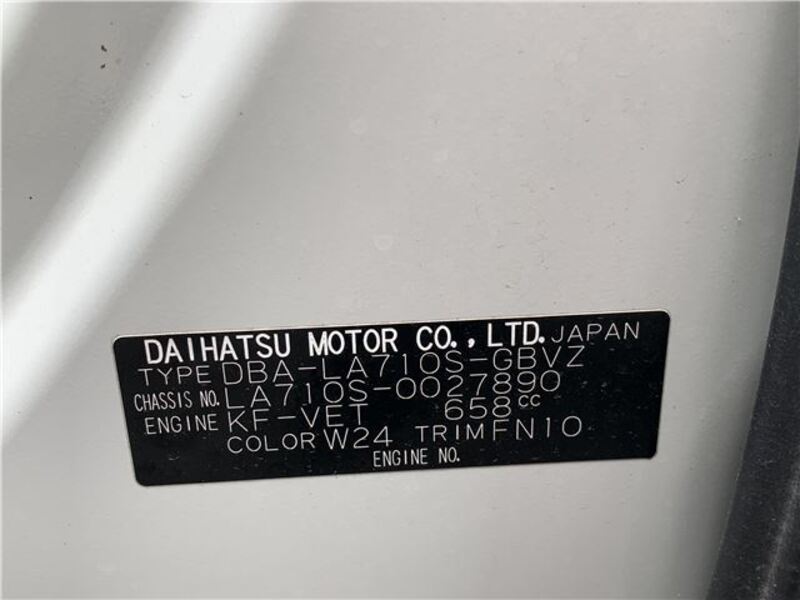 DAIHATSU MOTOR CO., LTD. JAPAN
TYPE DBA-LA710S-GBVZ
CHASSIS NO. LA710S-0027890
ENGINE KF-VET 658cc
COLOR W24 TRIM FN10
ENGINE NO.